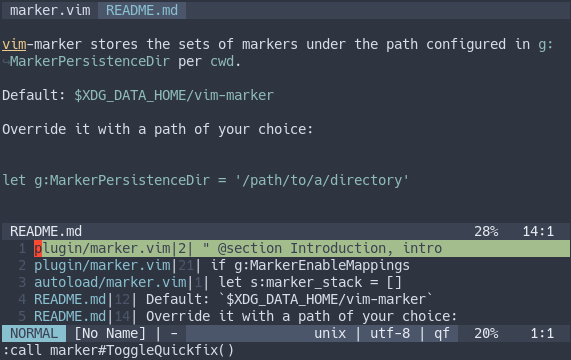 marker.vim README.md
vim-marker stores the sets of markers under the path configured in g:
↪MarkerPersistenceDir per cwd.
Default: $XDG_DATA_HOME/vim-marker
Override it with a path of your choice:
let g:MarkerPersistenceDir = '/path/to/a/directory'
README.md 28% 14:1
1 plugin/marker.vim|2| " @section Introduction, intro
2 plugin/marker.vim|21| if g:MarkerEnableMappings
3 autoload/marker.vim|1| let s:marker_stack = []
4 README.md|12| Default: `$XDG_DATA_HOME/vim-marker`
5 README.md|14| Override it with a path of your choice:
NORMAL [No Name] | - unix | utf-8 | qf 20% 1:1
:call marker#ToggleQuickfix()